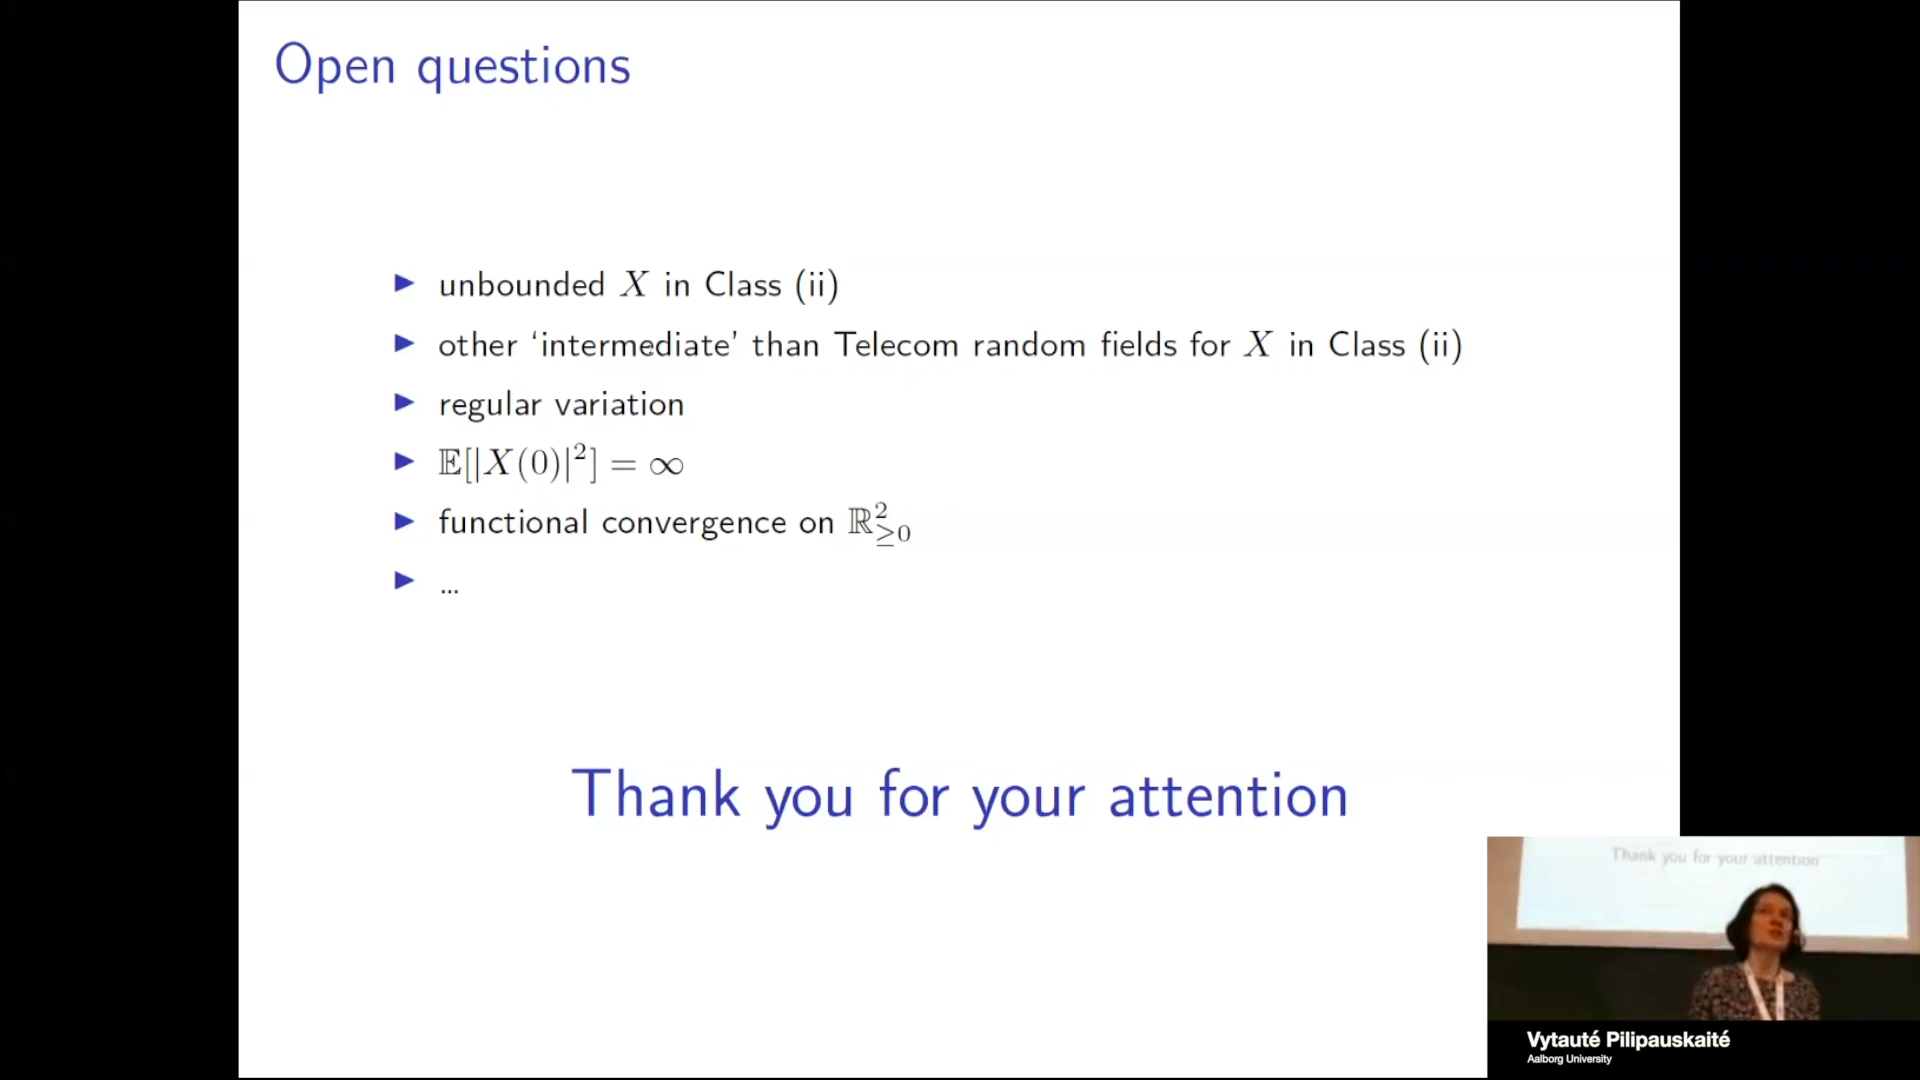 Open questions
▶ unbounded X in Class (ii)
▶ other ‘intermediate’ than Telecom random fields for X in Class (ii)
▶ regular variation
▶ 𝔼[|X(0)|²] = ∞
▶ functional convergence on ℝ²≥0
▶ ...
Thank you for your attention
Thank you for your attention
Vytauté Pilipauskaité
Aalborg University